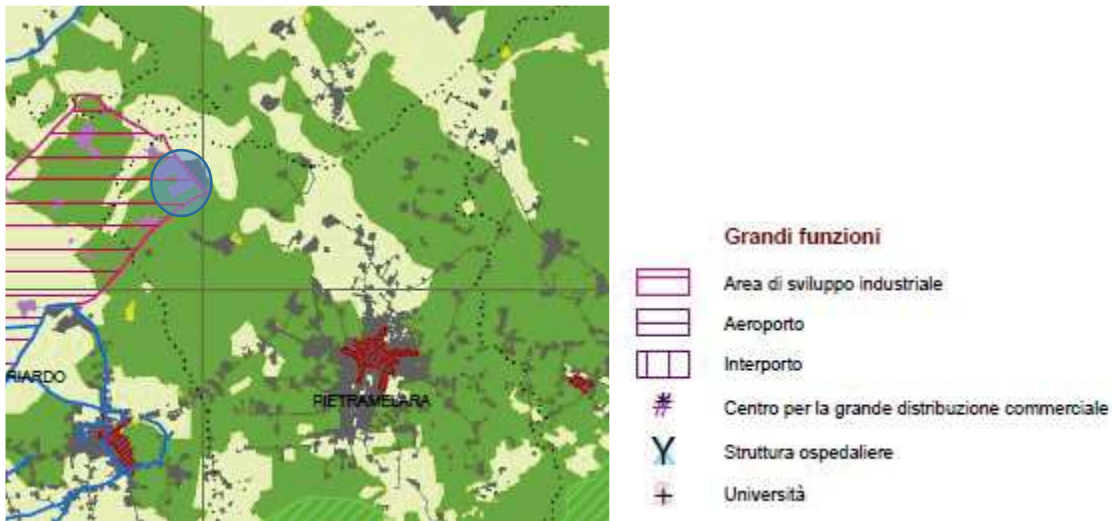 RIARDO
PIETRAMELARA
Grandi funzioni
Area di sviluppo industriale
Aeroporto
Interporto
Centro per la grande distribuzione commerciale
Struttura ospedaliere
Università